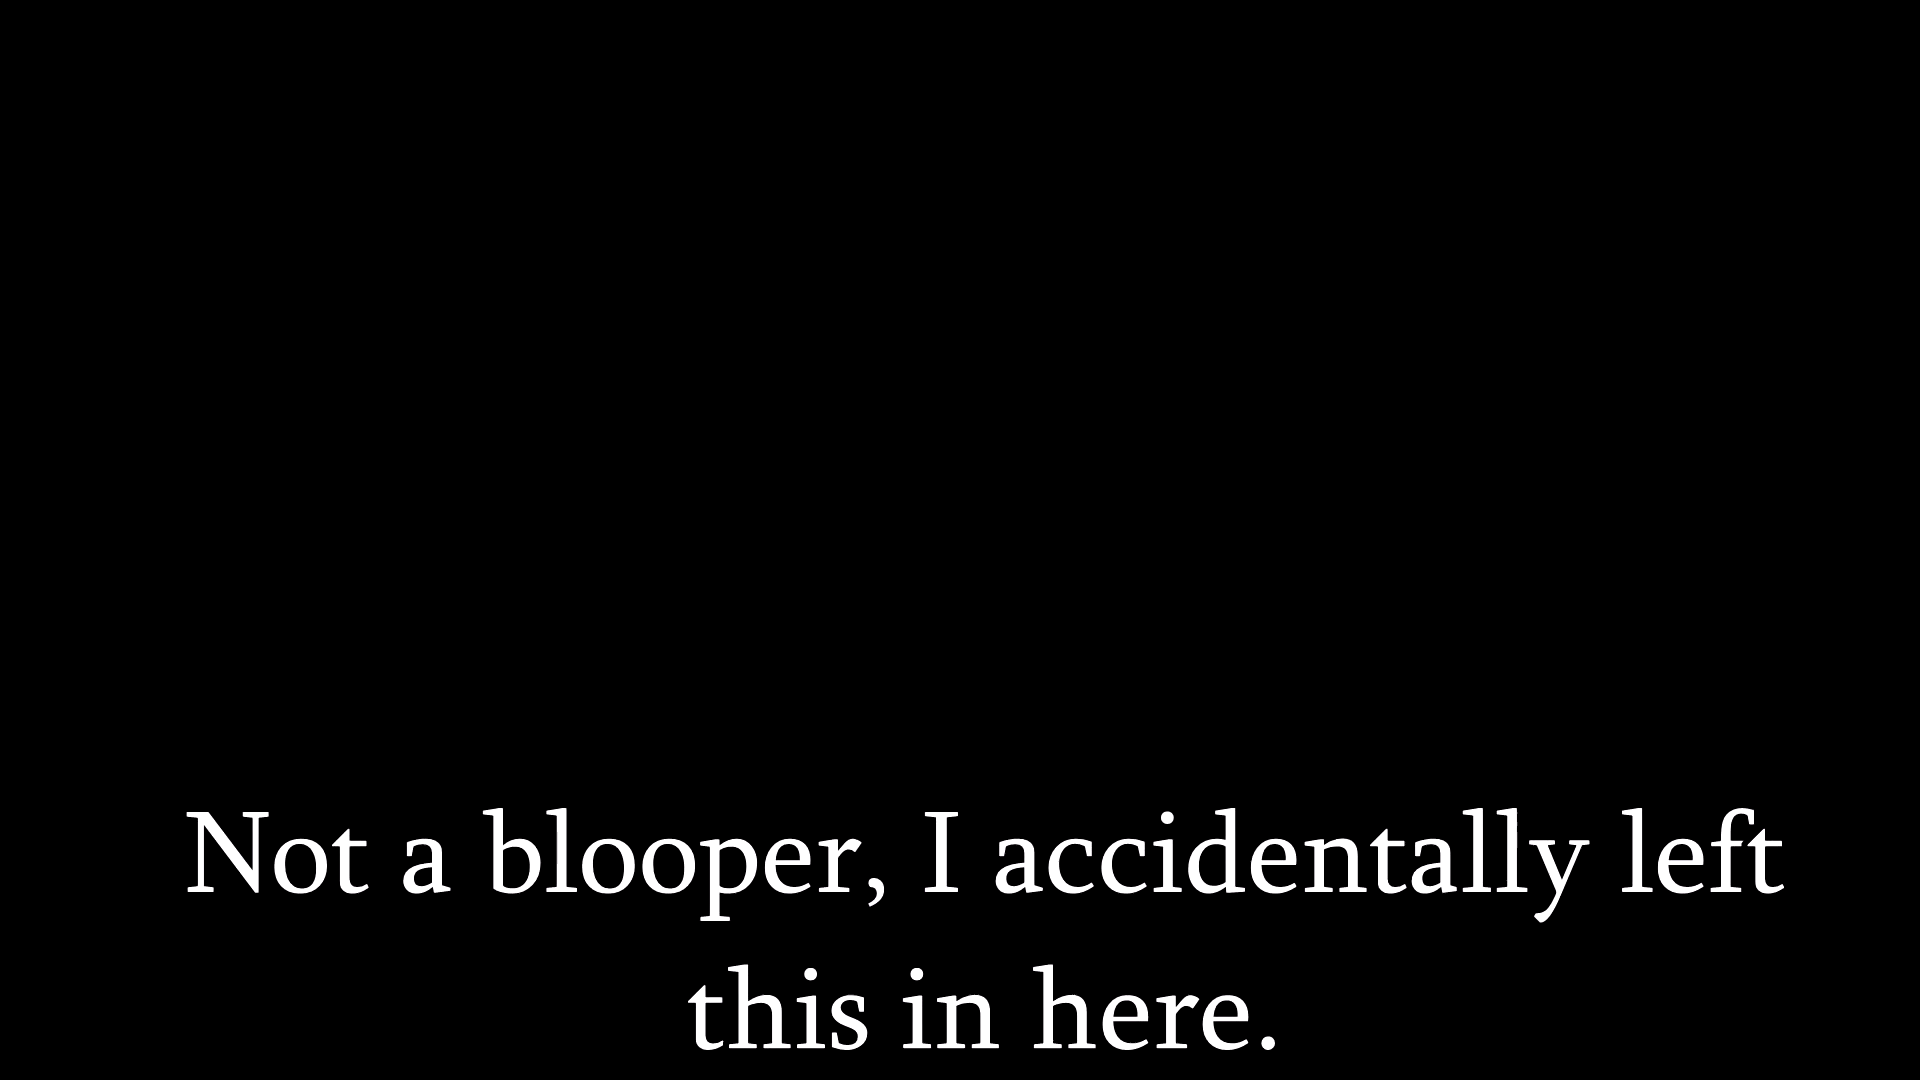 Not a blooper, I accidentally left
this in here.